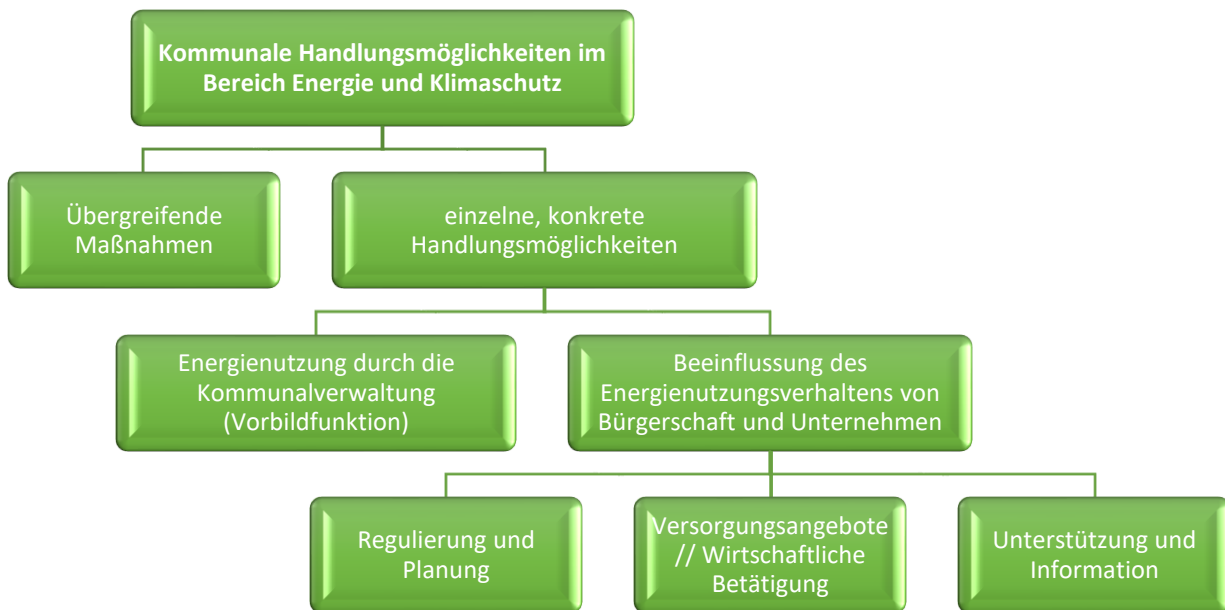 Kommunale Handlungsmöglichkeiten im
Bereich Energie und Klimaschutz
Übergreifende
Maßnahmen
einzelne, konkrete
Handlungsmöglichkeiten
Energienutzung durch die
Kommunalverwaltung
(Vorbildfunktion)
Beeinflussung des
Energienutzungsverhaltens von
Bürgerschaft und Unternehmen
Regulierung und
Planung
Versorgungsangebote
// Wirtschaftliche
Betätigung
Unterstützung und
Information